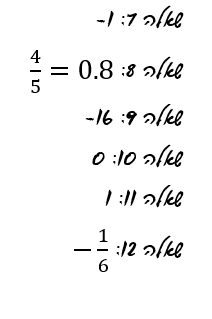 שאלה 7: -1
שאלה 8: 4/5 = 0.8
שאלה 9: -16
שאלה 10: 0
שאלה 11: 1
שאלה 12: -1/6